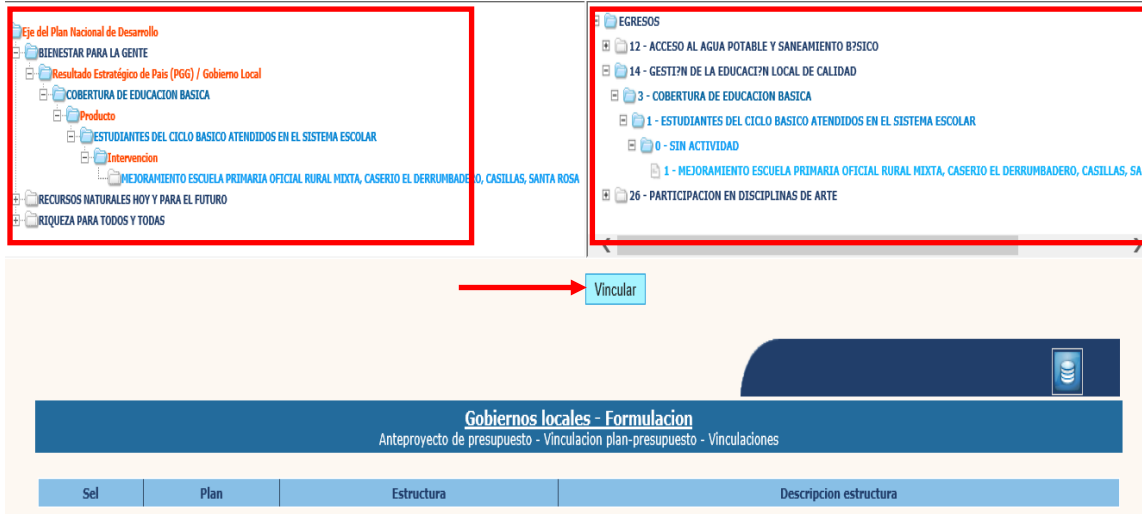 Eje del Plan Nacional de Desarrollo
BIENESTAR PARA LA GENTE
Resultado Estratégico de Pais (PGG) / Gobierno Local
COBERTURA DE EDUCACION BASICA
Producto
ESTUDIANTES DEL CICLO BASICO ATENDIDOS EN EL SISTEMA ESCOLAR
Intervencion
MEJORAMIENTO ESCUELA PRIMARIA OFICIAL RURAL MIXTA, CASERIO EL DERRUMBADERO, CASILLAS, SANTA ROSA
RECURSOS NATURALES HOY Y PARA EL FUTURO
RIQUEZA PARA TODOS Y TODAS
EGRESOS
12 - ACCESO AL AGUA POTABLE Y SANEAMIENTO B?SICO
14 - GESTI?N DE LA EDUCACI?N LOCAL DE CALIDAD
3 - COBERTURA DE EDUCACION BASICA
1 - ESTUDIANTES DEL CICLO BASICO ATENDIDOS EN EL SISTEMA ESCOLAR
0 - SIN ACTIVIDAD
1 - MEJORAMIENTO ESCUELA PRIMARIA OFICIAL RURAL MIXTA, CASERIO EL DERRUMBADERO, CASILLAS, SA
26 - PARTICIPACION EN DISCIPLINAS DE ARTE
Vincular
Gobiernos locales - Formulacion
Anteproyecto de presupuesto - Vinculacion plan-presupuesto - Vinculaciones
Sel Plan Estructura Descripcion estructura